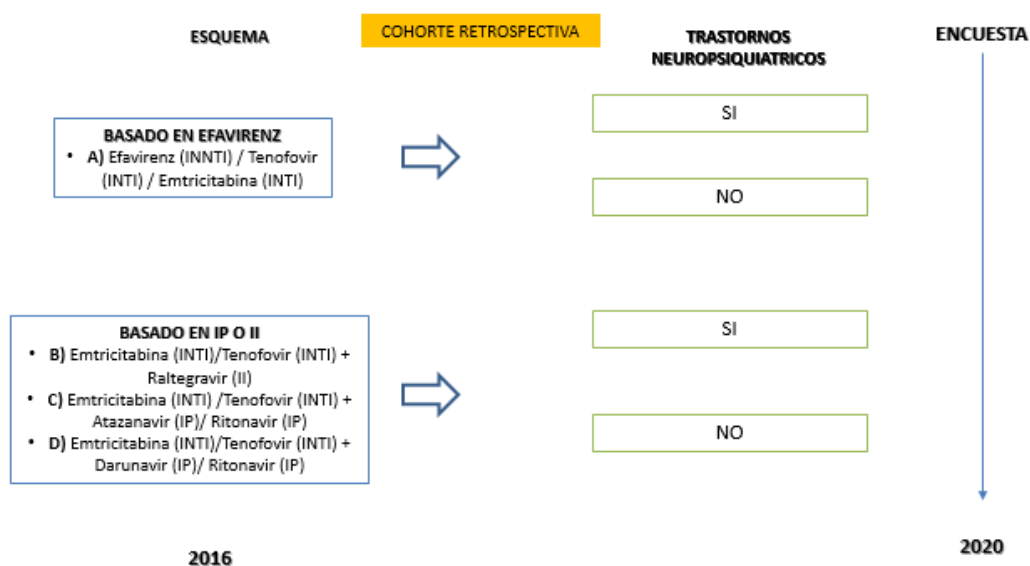 ESQUEMA
COHORTE RETROSPECTIVA
TRASTORNOS
NEUROPSIQUIATRICOS
ENCUESTA
BASADO EN EFAVIRENZ
• A) Efavirenz (INNTI) / Tenofovir
(INTI) / Emtricitabina (INTI)
SI
NO
BASADO EN IP O II
• B) Emtricitabina (INTI)/Tenofovir (INTI) +
Raltegravir (II)
• C) Emtricitabina (INTI) /Tenofovir (INTI) +
Atazanavir (IP)/ Ritonavir (IP)
• D) Emtricitabina (INTI)/Tenofovir (INTI) +
Darunavir (IP)/ Ritonavir (IP)
SI
NO
2016
2020